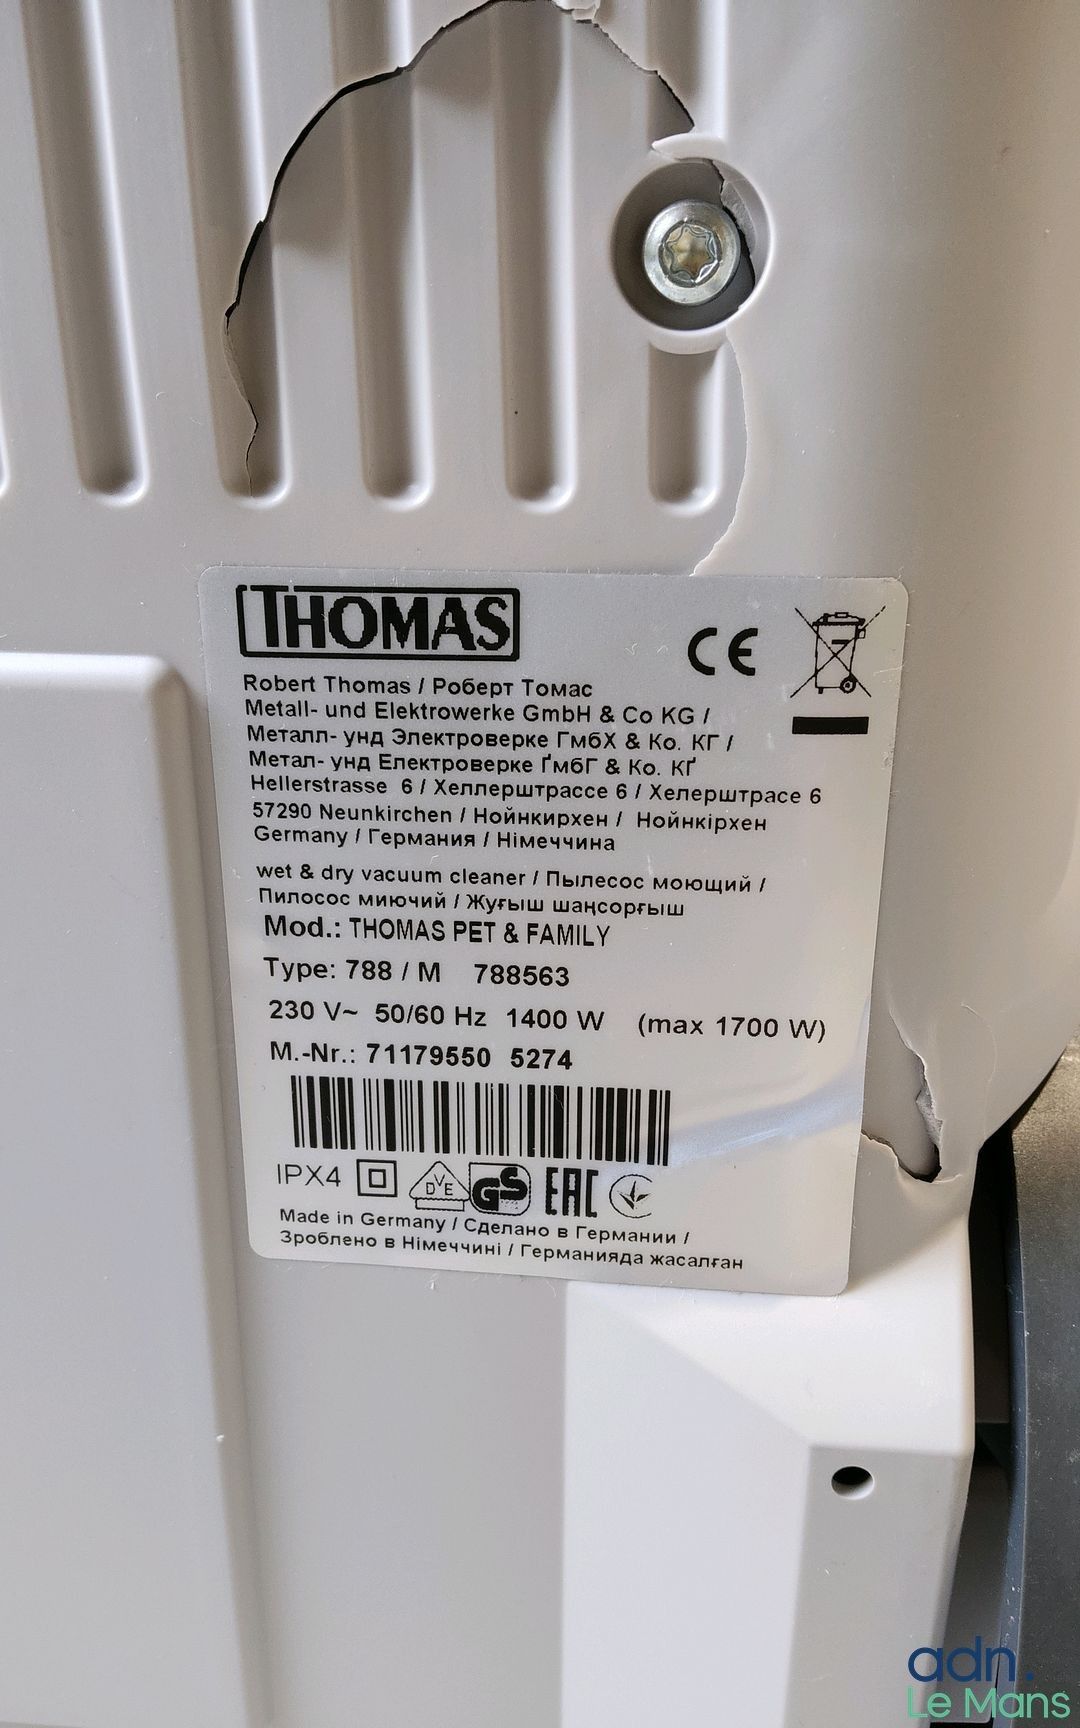 THOMAS
CE
Robert Thomas / Роберт Томас
Metall- und Elektrowerke GmbH & Co KG /
Металл- унд Электроверке ГмбХ & Ко. КГ /
Метал- унд Електроверке ҐмбГ & Ко. КҐ
Hellerstrasse 6 / Хеллерштрассе 6 / Хелерштрасе 6
57290 Neunkirchen / Нойнкирхен / Нойнкірхен
Germany / Германия / Німеччина
wet & dry vacuum cleaner / Пылесос моющий /
Пилосос миючий / Жуғыш шаңсорғыш
Mod.: THOMAS PET & FAMILY
Type: 788 / M 788563
230 V~ 50/60 Hz 1400 W (max 1700 W)
M.-Nr.: 71179550 5274
IPX4 DVE GS EAC
Made in Germany / Сделано в Германии /
Зроблено в Німеччині / Германияда жасалған
adn.
Le Mans